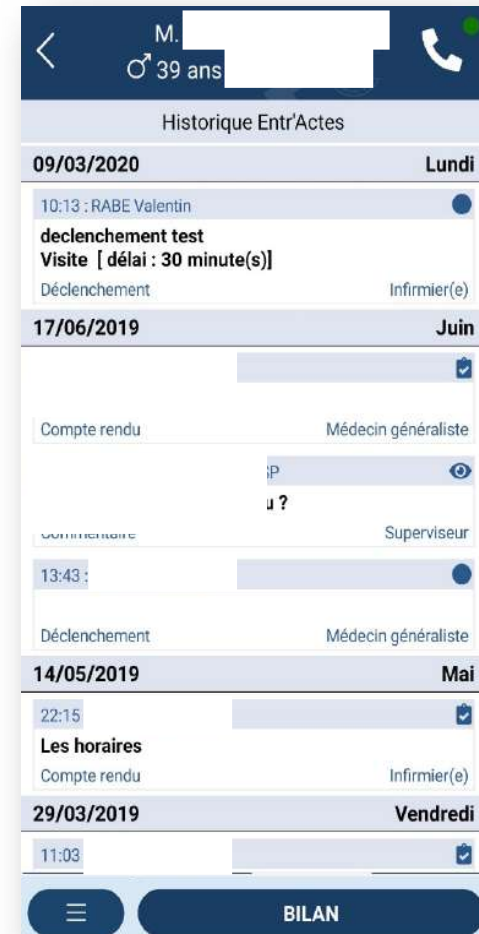 M.
39 ans
Historique Entr'Actes
09/03/2020 Lundi
10:13 : RABE Valentin
declenchement test
Visite [ délai : 30 minute(s)]
Déclenchement Infirmier(e)
17/06/2019 Juin
Compte rendu Médecin généraliste
u ?
Commentaire Superviseur
13:43 :
Déclenchement Médecin généraliste
14/05/2019 Mai
22:15
Les horaires
Compte rendu Infirmier(e)
29/03/2019 Vendredi
11:03
BILAN